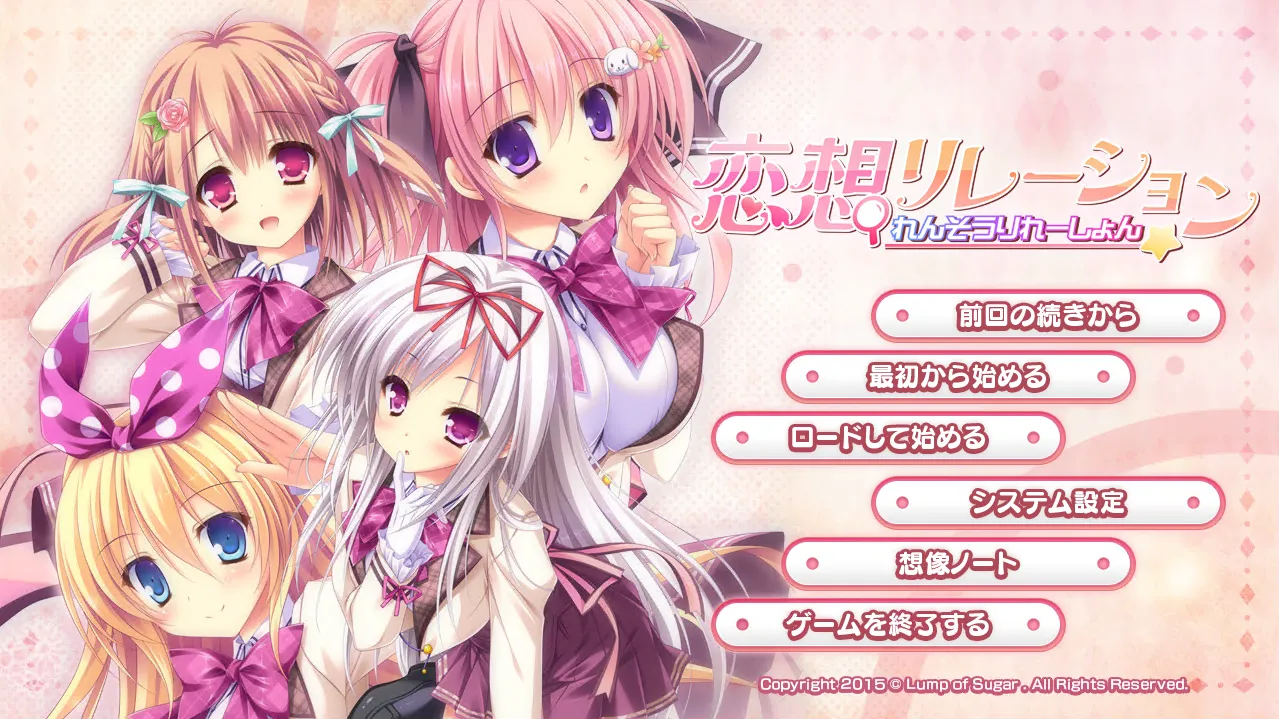 恋想リレーション
れんそうりれーしょん
前回の続きから
最初から始める
ロードして始める
システム設定
想像ノート
ゲームを終了する
Copyright 2015 © Lump of Sugar . All Rights Reserved.